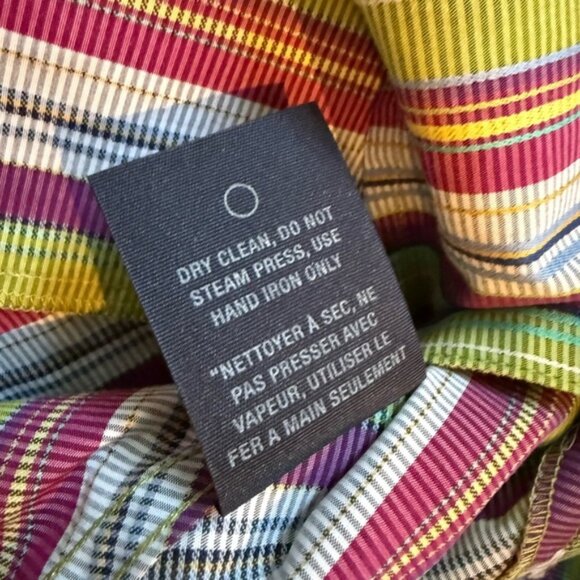 DRY CLEAN, DO NOT
STEAM PRESS, USE
HAND IRON ONLY
"NETTOYER À SEC, NE
PAS PRESSER AVEC
VAPEUR, UTILISER LE
FER A MAIN SEULEMENT